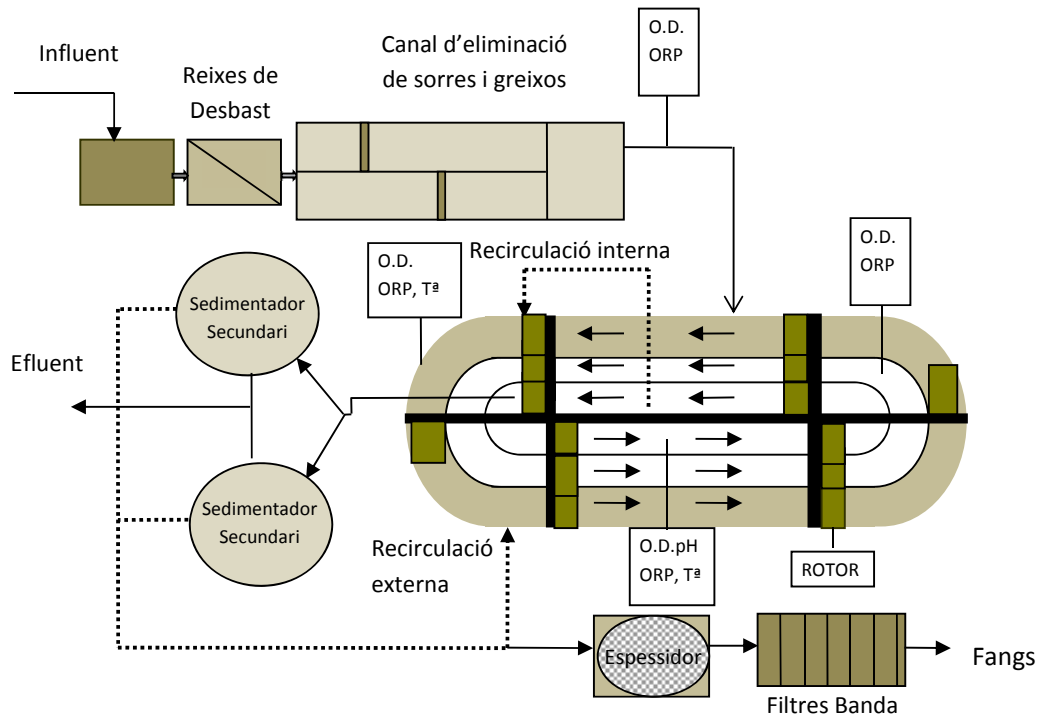 Influent
Reixes de
Desbast
Canal d’eliminació
de sorres i greixos
O.D.
ORP
O.D.
ORP
Recirculació interna
O.D.
ORP, Tª
Sedimentador
Secundari
Efluent
Sedimentador
Secundari
Recirculació
externa
O.D.pH
ORP, Tª
ROTOR
Espessidor
Fangs
Filtres Banda